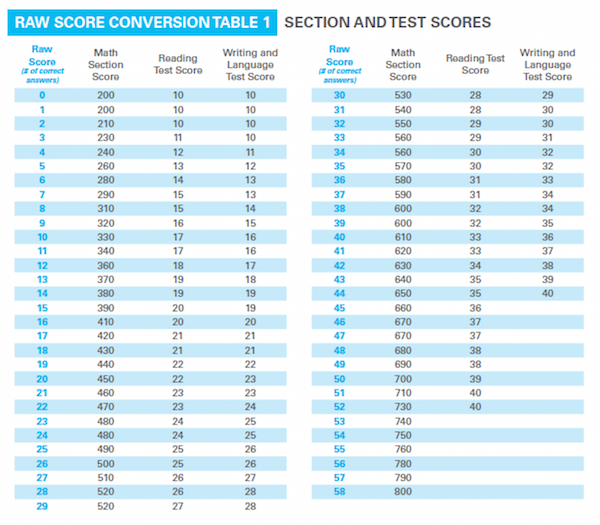 RAW SCORE CONVERSION TABLE 1 SECTION AND TEST SCORES
Raw Score (# of correct answers) Math Section Score Reading Test Score Writing and Language Test Score
0 200 10 10
1 200 10 10
2 210 10 10
3 230 11 10
4 240 12 11
5 260 13 12
6 280 14 13
7 290 15 13
8 310 15 14
9 320 16 15
10 330 17 16
11 340 17 16
12 360 18 17
13 370 19 18
14 380 19 19
15 390 20 19
16 410 20 20
17 420 21 21
18 430 21 21
19 440 22 22
20 450 22 23
21 460 23 23
22 470 23 24
23 480 24 25
24 480 24 25
25 490 25 26
26 500 25 26
27 510 26 27
28 520 26 28
29 520 27 28
Raw Score (# of correct answers) Math Section Score Reading Test Score Writing and Language Test Score
30 530 28 29
31 540 28 30
32 550 29 30
33 560 29 31
34 560 30 32
35 570 30 32
36 580 31 33
37 590 31 34
38 600 32 34
39 600 32 35
40 610 33 36
41 620 33 37
42 630 34 38
43 640 35 39
44 650 35 40
45 660 36
46 670 37
47 670 37
48 680 38
49 690 38
50 700 39
51 710 40
52 730 40
53 740
54 750
55 760
56 780
57 790
58 800